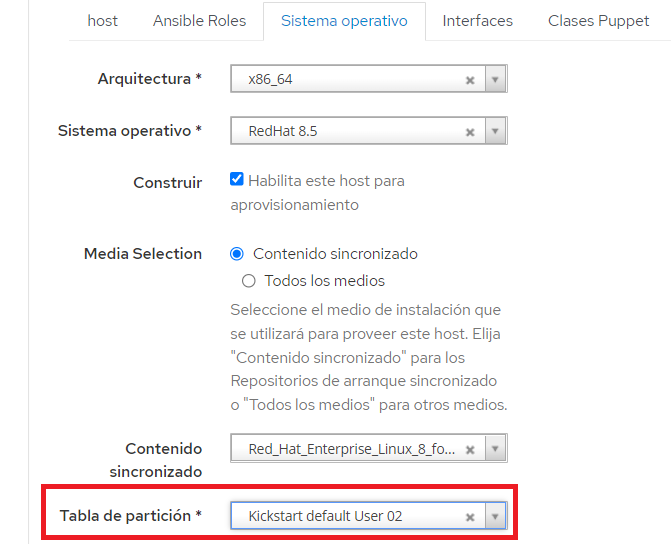 host Ansible Roles Sistema operativo Interfaces Clases Puppet
Arquitectura * x86_64
Sistema operativo * RedHat 8.5
Construir Habilita este host para
aprovisionamiento
Media Selection Contenido sincronizado
Todos los medios
Seleccione el medio de instalación que
se utilizará para proveer este host. Elija
"Contenido sincronizado" para los
Repositorios de arranque sincronizado
o "Todos los medios" para otros medios.
Contenido Red_Hat_Enterprise_Linux_8_fo...
sincronizado
Tabla de partición * Kickstart default User 02